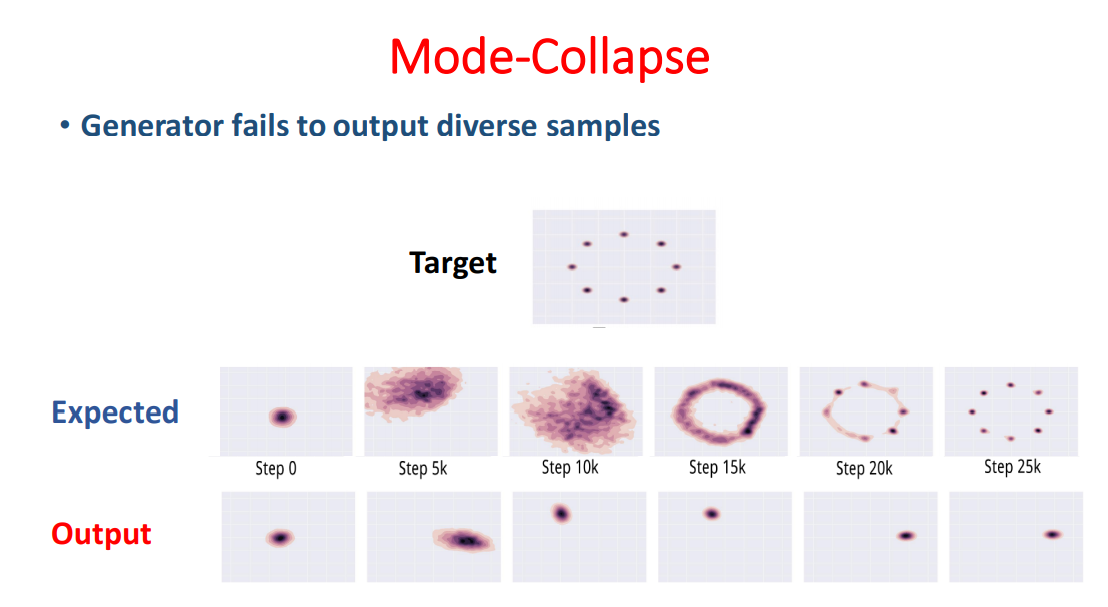 Mode-Collapse
• Generator fails to output diverse samples
Target
Expected
Step 0 Step 5k Step 10k Step 15k Step 20k Step 25k
Output